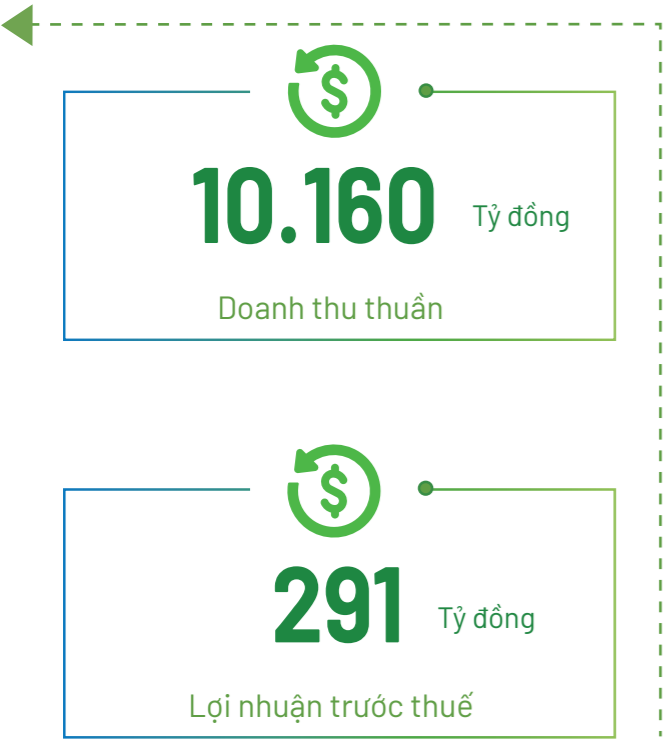 10.160 Tỷ đồng
Doanh thu thuần
291 Tỷ đồng
Lợi nhuận trước thuế